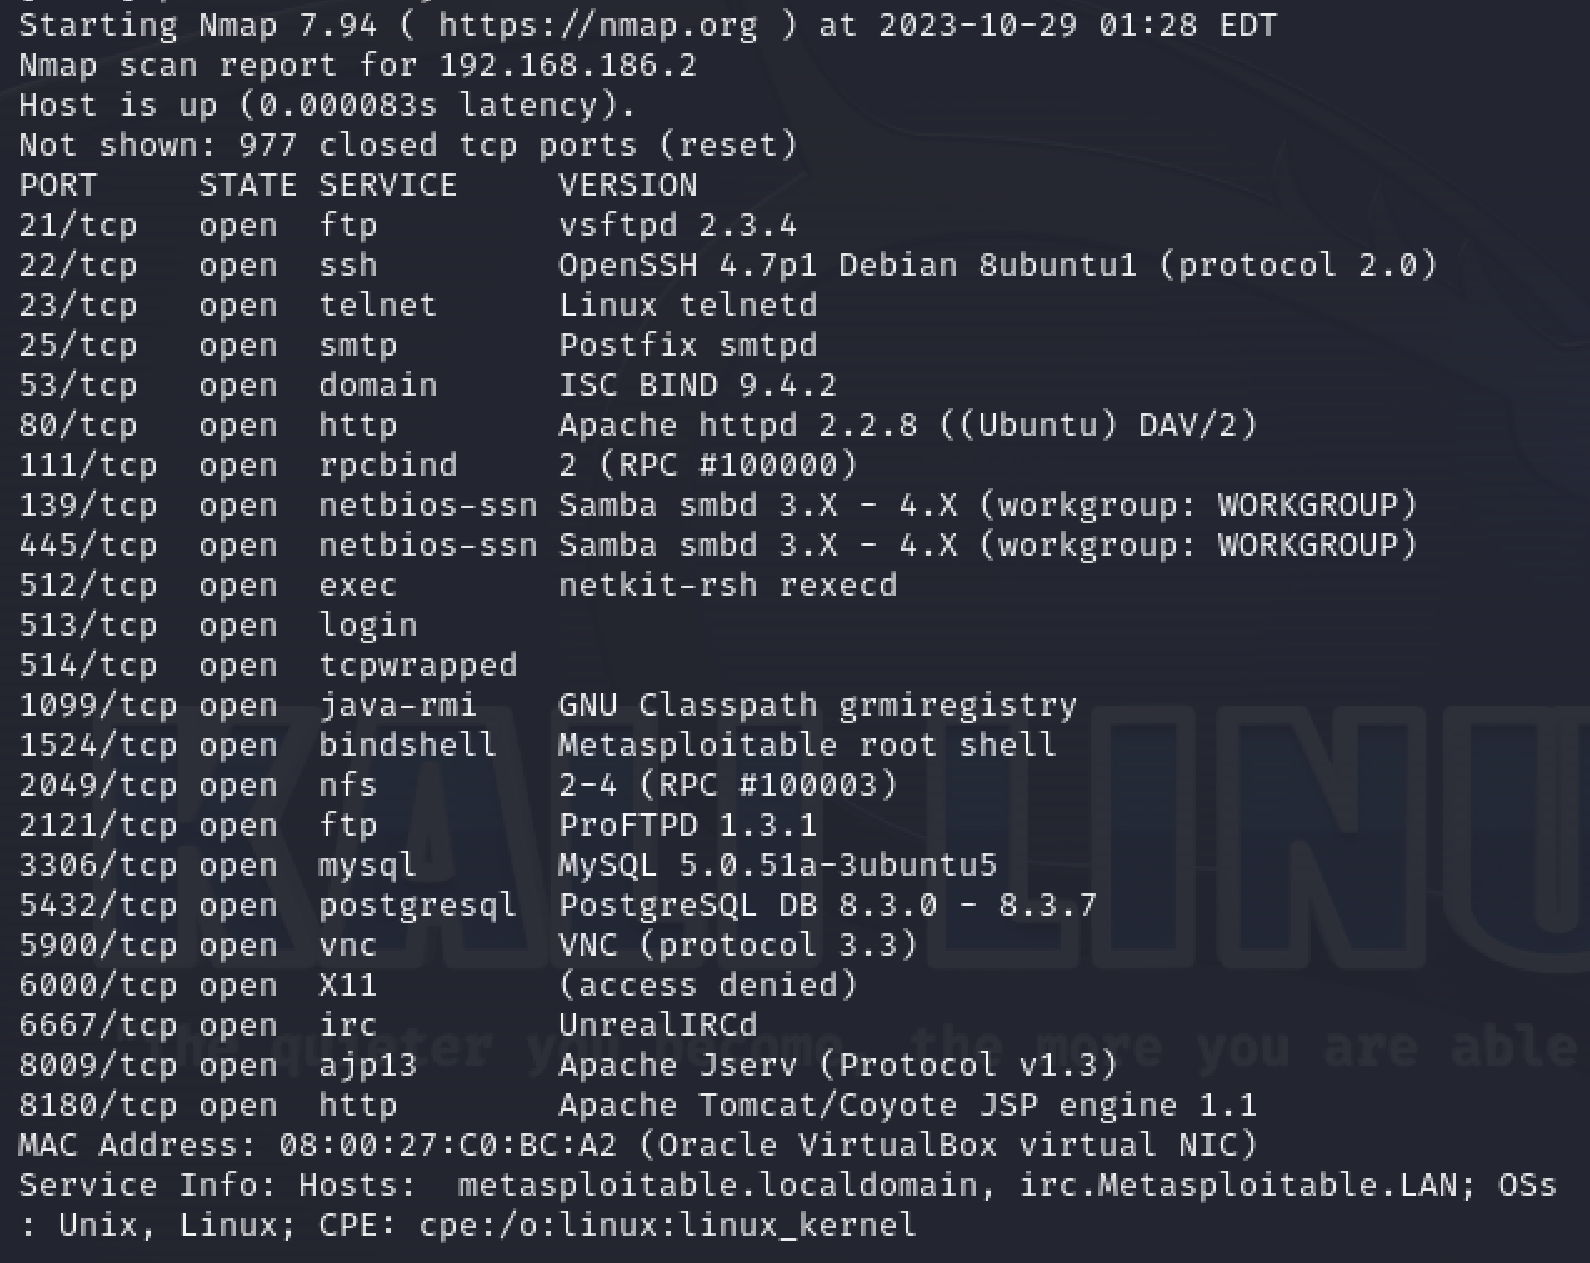 Starting Nmap 7.94 ( https://nmap.org ) at 2023-10-29 01:28 EDT
Nmap scan report for 192.168.186.2
Host is up (0.000083s latency).
Not shown: 977 closed tcp ports (reset)
PORT     STATE SERVICE     VERSION
21/tcp   open  ftp         vsftpd 2.3.4
22/tcp   open  ssh         OpenSSH 4.7p1 Debian 8ubuntu1 (protocol 2.0)
23/tcp   open  telnet      Linux telnetd
25/tcp   open  smtp        Postfix smtpd
53/tcp   open  domain      ISC BIND 9.4.2
80/tcp   open  http        Apache httpd 2.2.8 ((Ubuntu) DAV/2)
111/tcp  open  rpcbind     2 (RPC #100000)
139/tcp  open  netbios-ssn Samba smbd 3.X - 4.X (workgroup: WORKGROUP)
445/tcp  open  netbios-ssn Samba smbd 3.X - 4.X (workgroup: WORKGROUP)
512/tcp  open  exec        netkit-rsh rexecd
513/tcp  open  login
514/tcp  open  tcpwrapped
1099/tcp open  java-rmi    GNU Classpath grmiregistry
1524/tcp open  bindshell   Metasploitable root shell
2049/tcp open  nfs         2-4 (RPC #100003)
2121/tcp open  ftp         ProFTPD 1.3.1
3306/tcp open  mysql       MySQL 5.0.51a-3ubuntu5
5432/tcp open  postgresql  PostgreSQL DB 8.3.0 - 8.3.7
5900/tcp open  vnc         VNC (protocol 3.3)
6000/tcp open  X11         (access denied)
6667/tcp open  irc         UnrealIRCd
8009/tcp open  ajp13       Apache Jserv (Protocol v1.3)
8180/tcp open  http        Apache Tomcat/Coyote JSP engine 1.1
MAC Address: 08:00:27:C0:BC:A2 (Oracle VirtualBox virtual NIC)
Service Info: Hosts:  metasploitable.localdomain, irc.Metasploitable.LAN; OSs
: Unix, Linux; CPE: cpe:/o:linux:linux_kernel
KALI LINU
the quieter you become, the more you are able